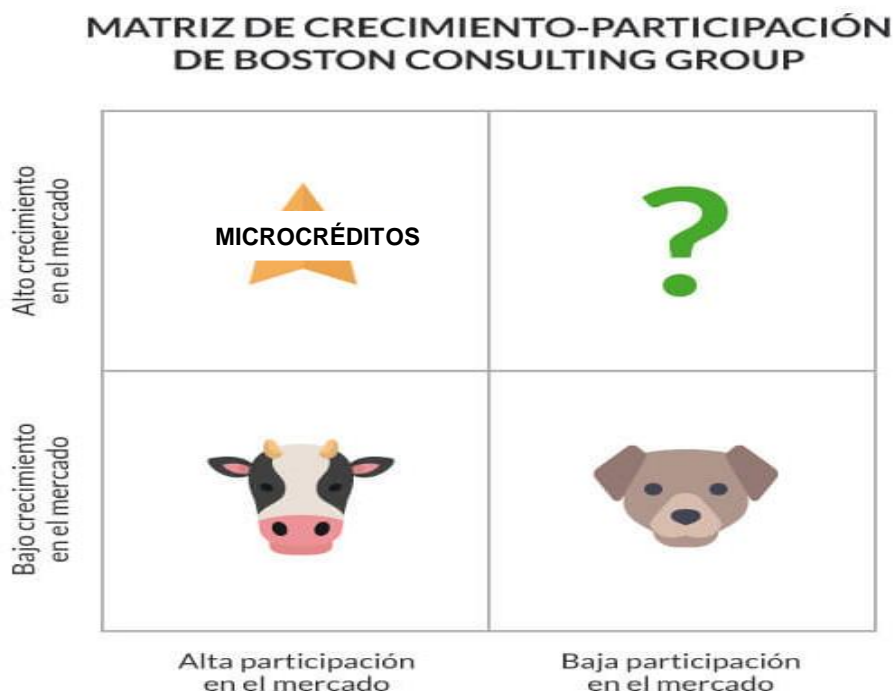 MATRIZ DE CRECIMIENTO-PARTICIPACIÓN
DE BOSTON CONSULTING GROUP
Alto crecimiento
en el mercado
MICROCRÉDITOS
?
Bajo crecimiento
en el mercado
Alta participación
en el mercado
Baja participación
en el mercado